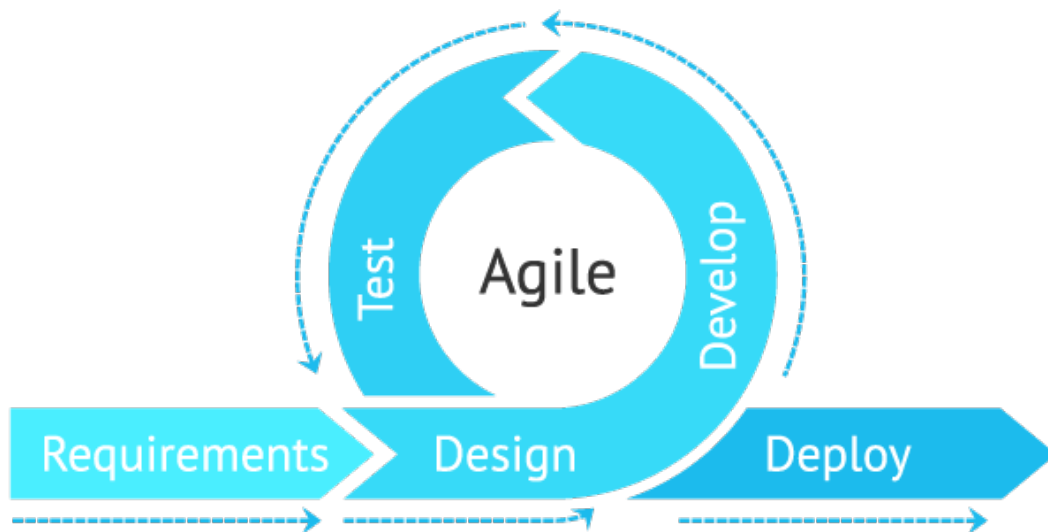 Agile
Test
Develop
Requirements
Design
Deploy